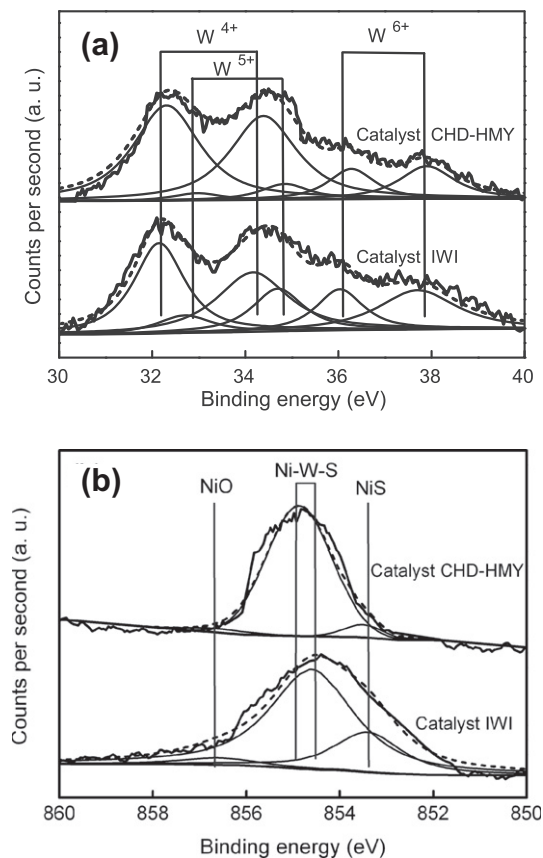 (a)
W 4+
W 6+
W 5+
Catalyst CHD-HMY
Catalyst IWI
Counts per second (a. u.)
30 32 34 36 38 40
Binding energy (eV)
(b)
NiO
Ni-W-S
NiS
Catalyst CHD-HMY
Catalyst IWI
Counts per second (a. u.)
860 858 856 854 852 850
Binding energy (eV)